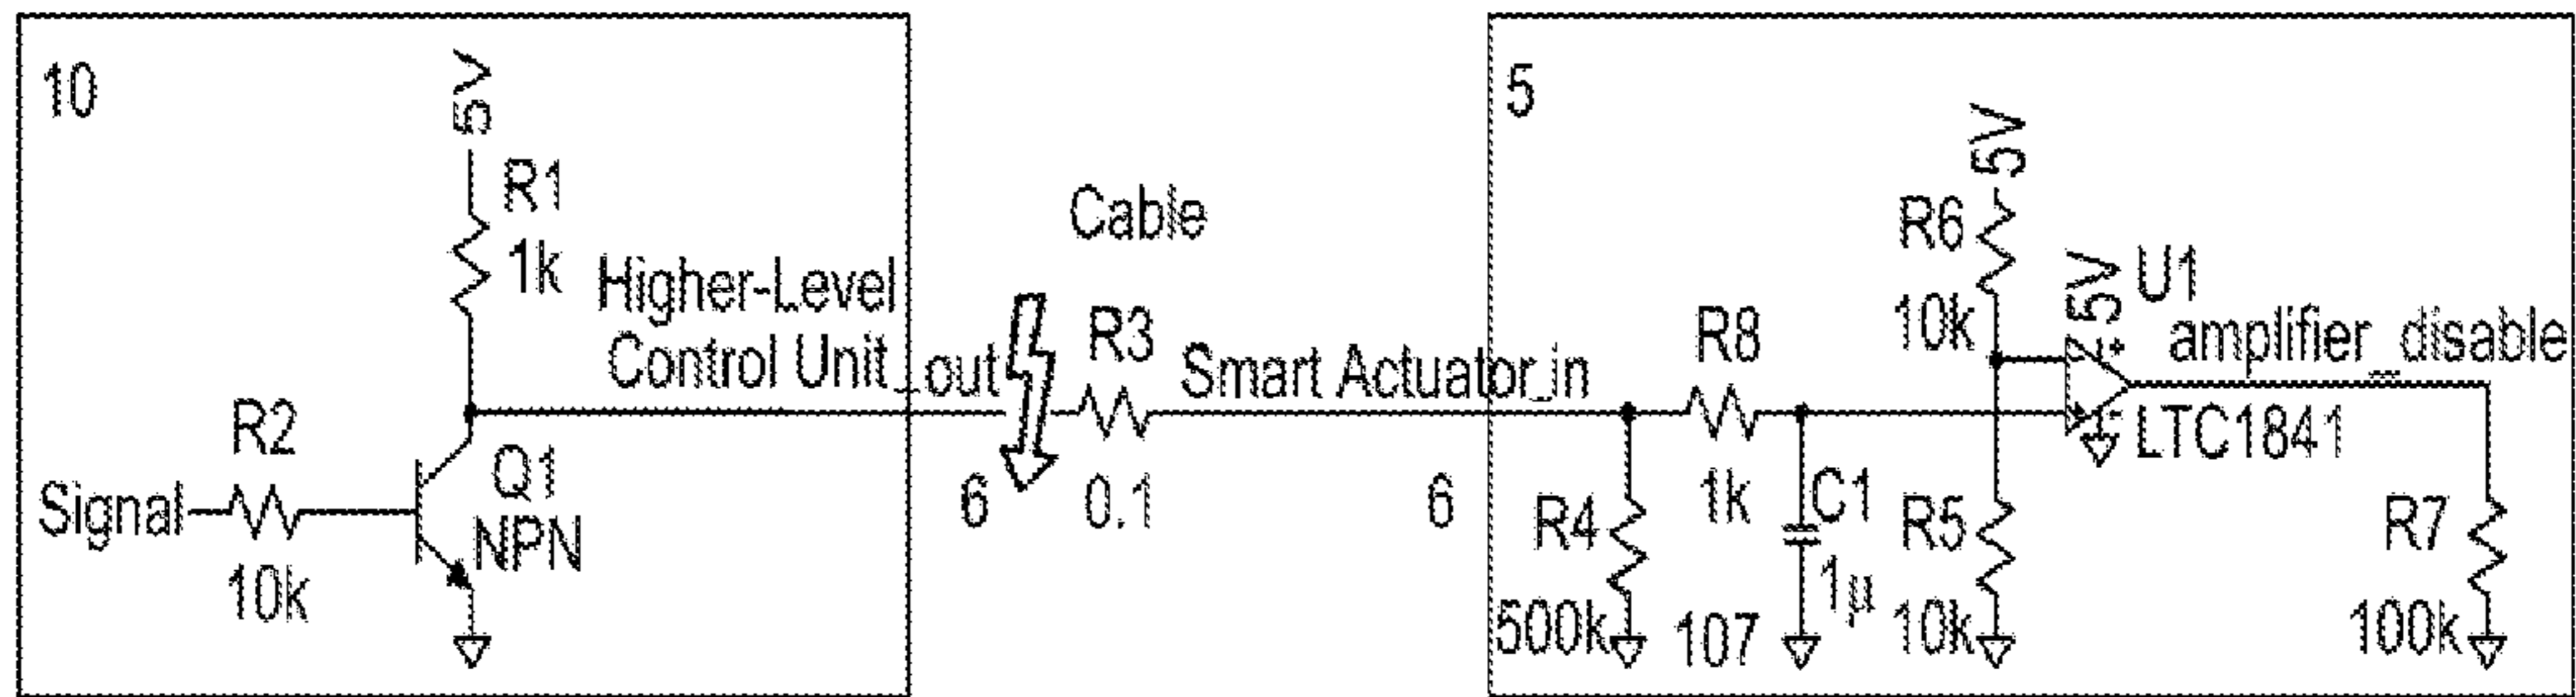 10
5V
R1
1k
Higher-Level
Control Unit_out
R2
10k
Signal
Q1
NPN
Cable
R3
0.1
6
Smart Actuator_in
6
5
5V
R6
10k
5V
U1
amplifier_disable
LTC1841
R8
1k
R4
500k
C1
1µ
107
R5
10k
R7
100k